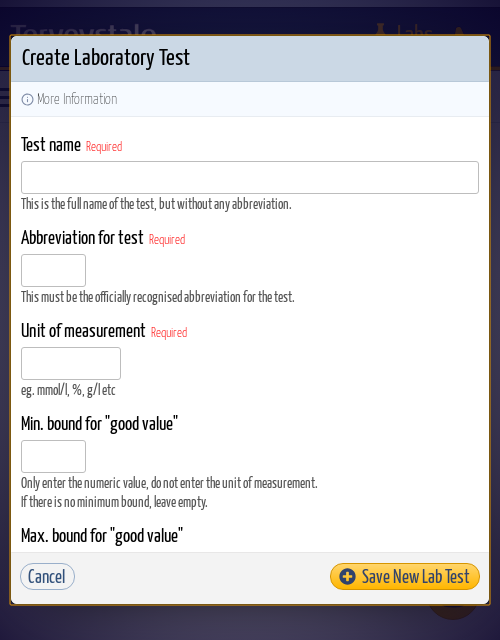 Terveystalo
Labs
Create Laboratory Test
More Information
Test name Required
This is the full name of the test, but without any abbreviation.
Abbreviation for test Required
This must be the officially recognised abbreviation for the test.
Unit of measurement Required
eg. mmol/l, %, g/l etc
Min. bound for "good value"
Only enter the numeric value, do not enter the unit of measurement.
If there is no minimum bound, leave empty.
Max. bound for "good value"
Cancel
Save New Lab Test